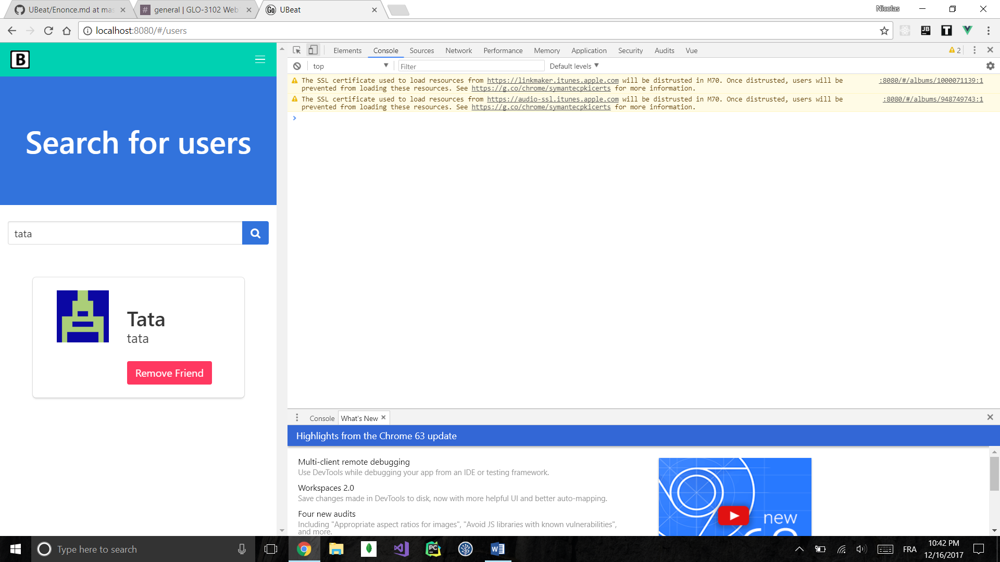 UBeat/Enonce.md at mas
# general | GLO-3102 Web
Go UBeat
Nicolas
localhost:8080/#/users
JB
T
B
Elements Console Sources Network Performance Memory Application Security Audits Vue
2
top
Filter
Default levels
The SSL certificate used to load resources from https://linkmaker.itunes.apple.com will be distrusted in M70. Once distrusted, users will be
:8080/#/albums/1000071139:1
prevented from loading these resources. See https://g.co/chrome/symantecpkicerts for more information.
The SSL certificate used to load resources from https://audio-ssl.itunes.apple.com will be distrusted in M70. Once distrusted, users will be
:8080/#/albums/948749743:1
prevented from loading these resources. See https://g.co/chrome/symantecpkicerts for more information.
Search for users
tata
Tata
tata
Remove Friend
Console What's New
Highlights from the Chrome 63 update
Multi-client remote debugging
Use DevTools while debugging your app from an IDE or testing framework.
Workspaces 2.0
Save changes made in DevTools to disk, now with more helpful UI and better auto-mapping.
Four new audits
Including "Appropriate aspect ratios for images", "Avoid JS libraries with known vulnerabilities",
and more.
new
Type here to search
PC
FRA
10:42 PM
12/16/2017